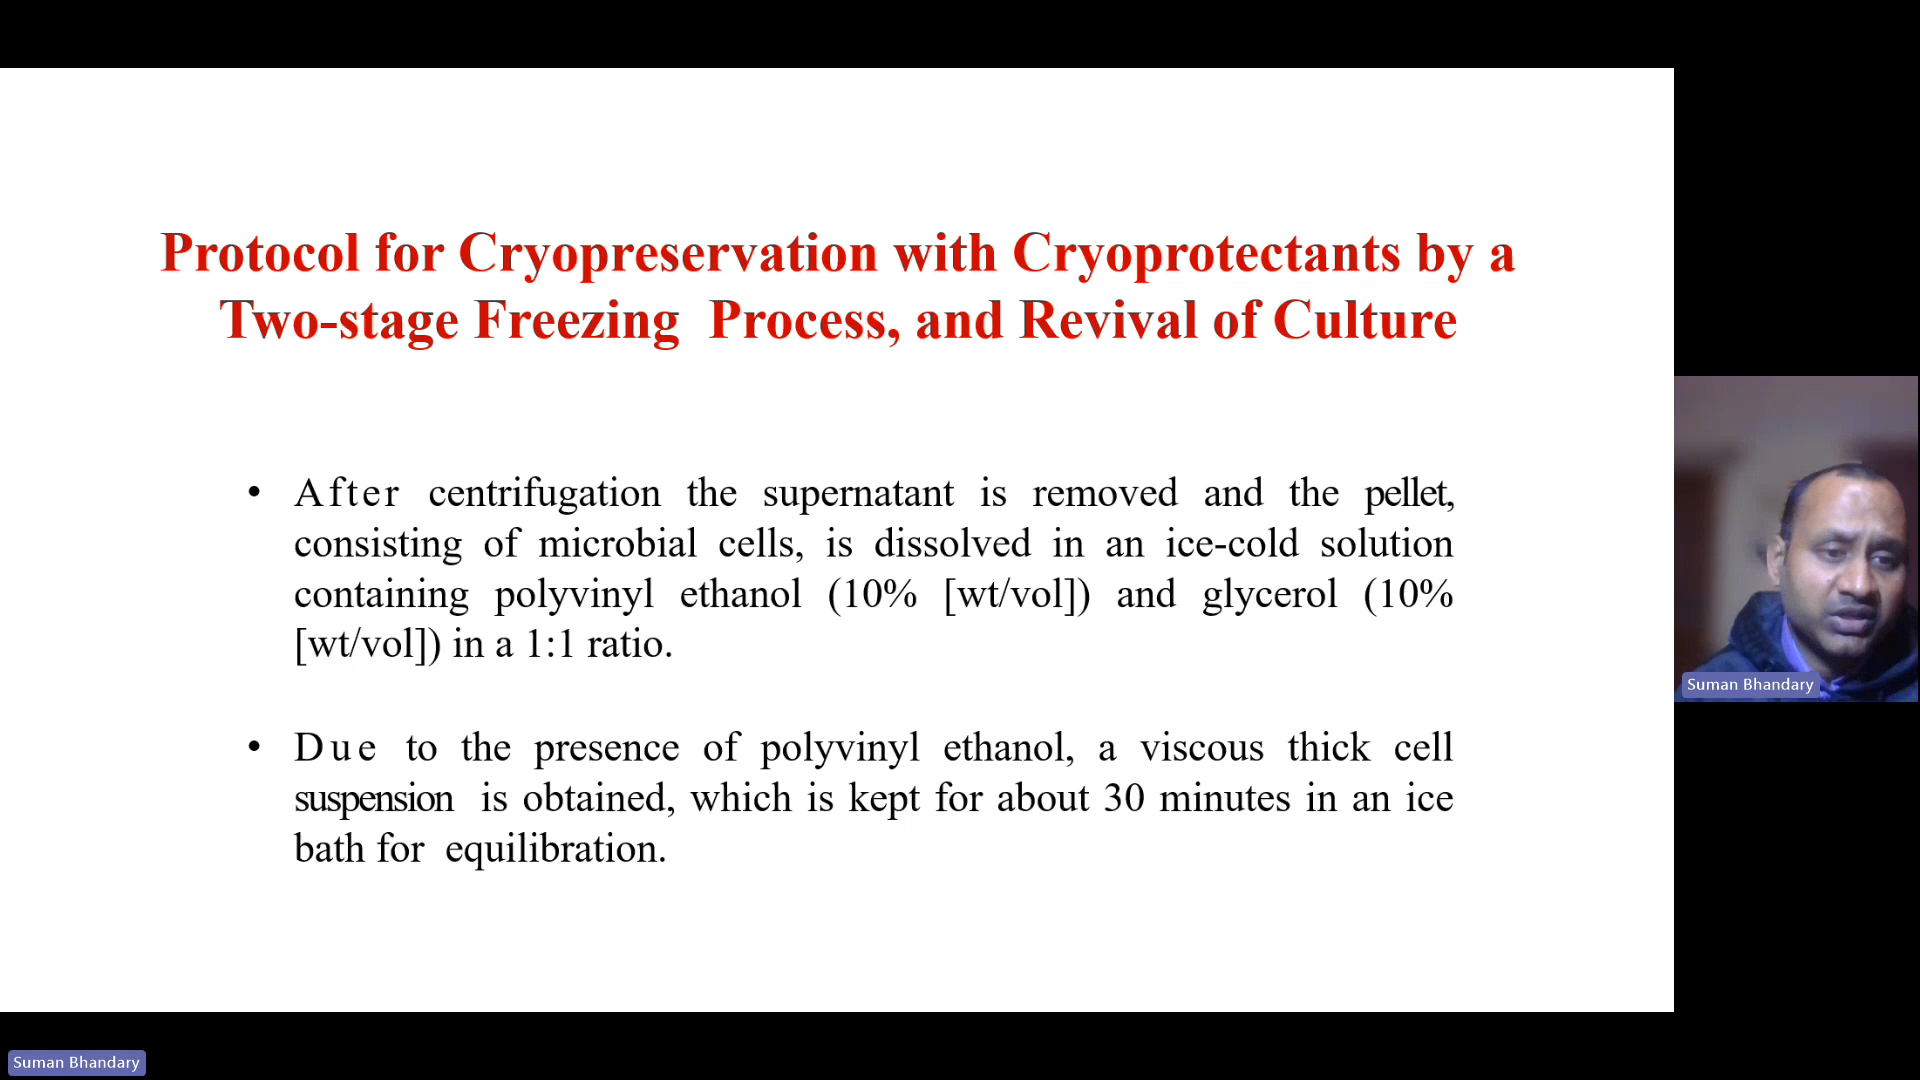 Protocol for Cryopreservation with Cryoprotectants by a
Two-stage Freezing Process, and Revival of Culture
• After centrifugation the supernatant is removed and the pellet,
consisting of microbial cells, is dissolved in an ice-cold solution
containing polyvinyl ethanol (10% [wt/vol]) and glycerol (10%
[wt/vol]) in a 1:1 ratio.
• Due to the presence of polyvinyl ethanol, a viscous thick cell
suspension is obtained, which is kept for about 30 minutes in an ice
bath for equilibration.
Suman Bhandary
Suman Bhandary